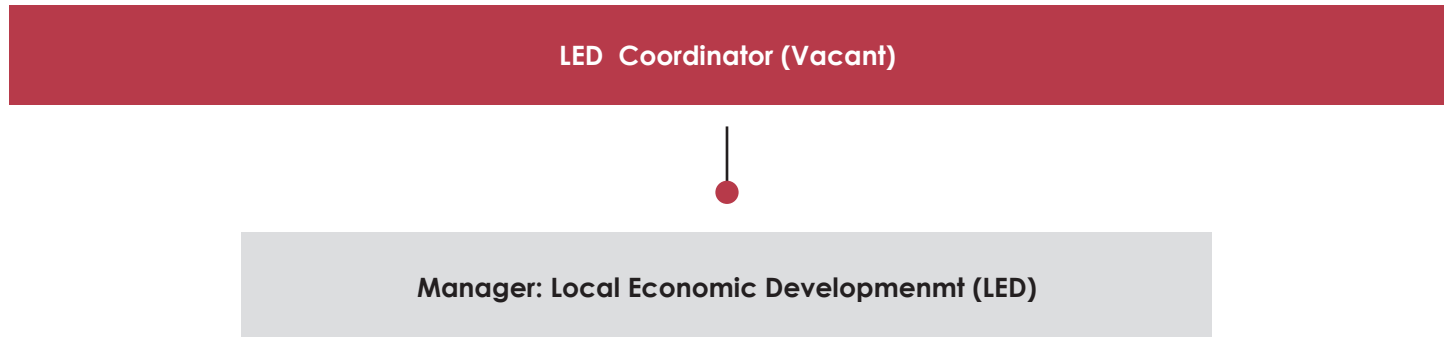 LED Coordinator (Vacant)
Manager: Local Economic Developmenmt (LED)